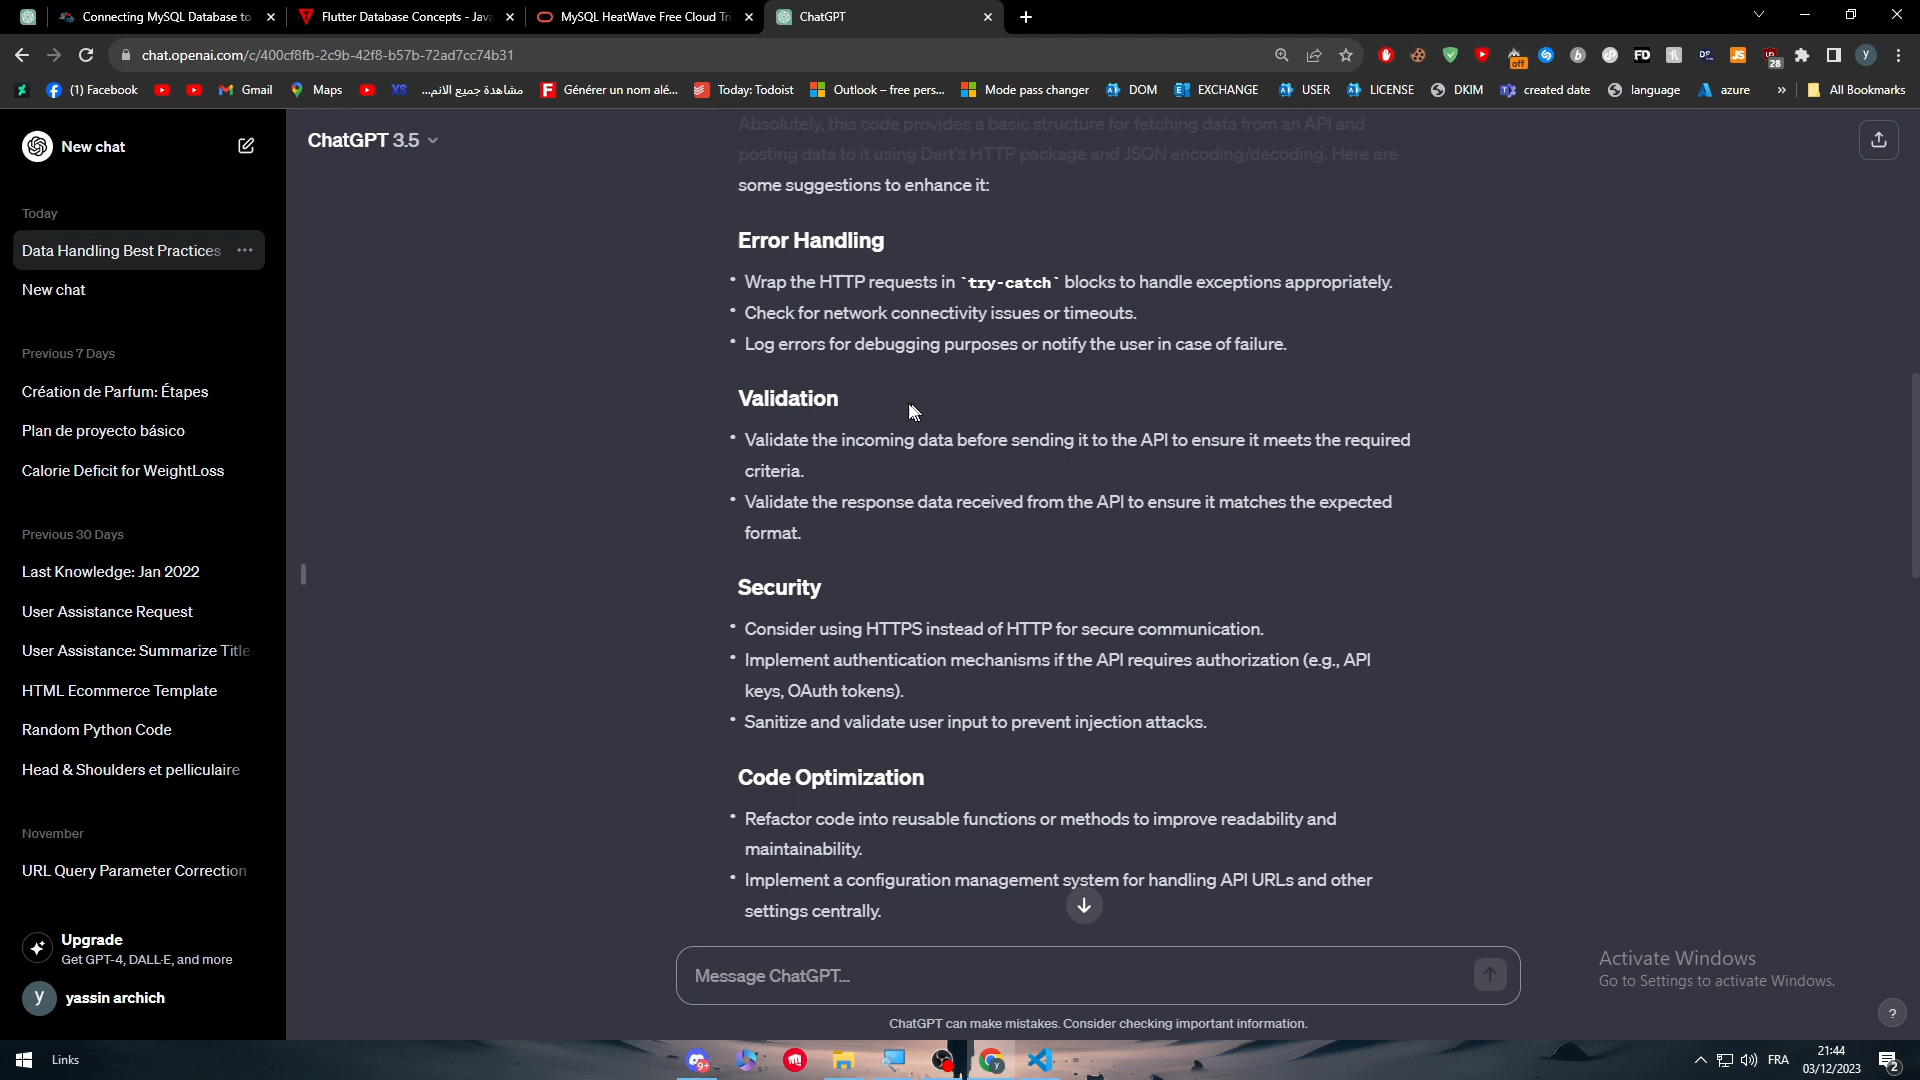 Connecting MySQL Database to
Flutter Database Concepts - Java
MySQL HeatWave Free Cloud Tri
ChatGPT
chat.openai.com/c/400cf8fb-2c9b-42f8-b57b-72ad7cc74b31
off
FD
JS
28
y
(1) Facebook
Gmail
Maps
XS
مشاهدة جميع الانم...
Générer un nom alé...
Today: Todoist
Outlook – free pers...
Mode pass changer
DOM
EXCHANGE
USER
LICENSE
DKIM
created date
language
azure
»
All Bookmarks
New chat
Today
Data Handling Best Practices
New chat
Previous 7 Days
Création de Parfum: Étapes
Plan de proyecto básico
Calorie Deficit for WeightLoss
Previous 30 Days
Last Knowledge: Jan 2022
User Assistance Request
User Assistance: Summarize Title
HTML Ecommerce Template
Random Python Code
Head & Shoulders et pelliculaire
November
URL Query Parameter Correction
Upgrade
Get GPT-4, DALL·E, and more
y
yassin archich
ChatGPT 3.5
Absolutely, this code provides a basic structure for fetching data from an API and
posting data to it using Dart's HTTP package and JSON encoding/decoding. Here are
some suggestions to enhance it:
Error Handling
• Wrap the HTTP requests in `try-catch` blocks to handle exceptions appropriately.
• Check for network connectivity issues or timeouts.
• Log errors for debugging purposes or notify the user in case of failure.
Validation
• Validate the incoming data before sending it to the API to ensure it meets the required
criteria.
• Validate the response data received from the API to ensure it matches the expected
format.
Security
• Consider using HTTPS instead of HTTP for secure communication.
• Implement authentication mechanisms if the API requires authorization (e.g., API
keys, OAuth tokens).
• Sanitize and validate user input to prevent injection attacks.
Code Optimization
• Refactor code into reusable functions or methods to improve readability and
maintainability.
• Implement a configuration management system for handling API URLs and other
settings centrally.
Message ChatGPT...
ChatGPT can make mistakes. Consider checking important information.
Activate Windows
Go to Settings to activate Windows.
?
Links
9+
FRA
21:44
03/12/2023
2